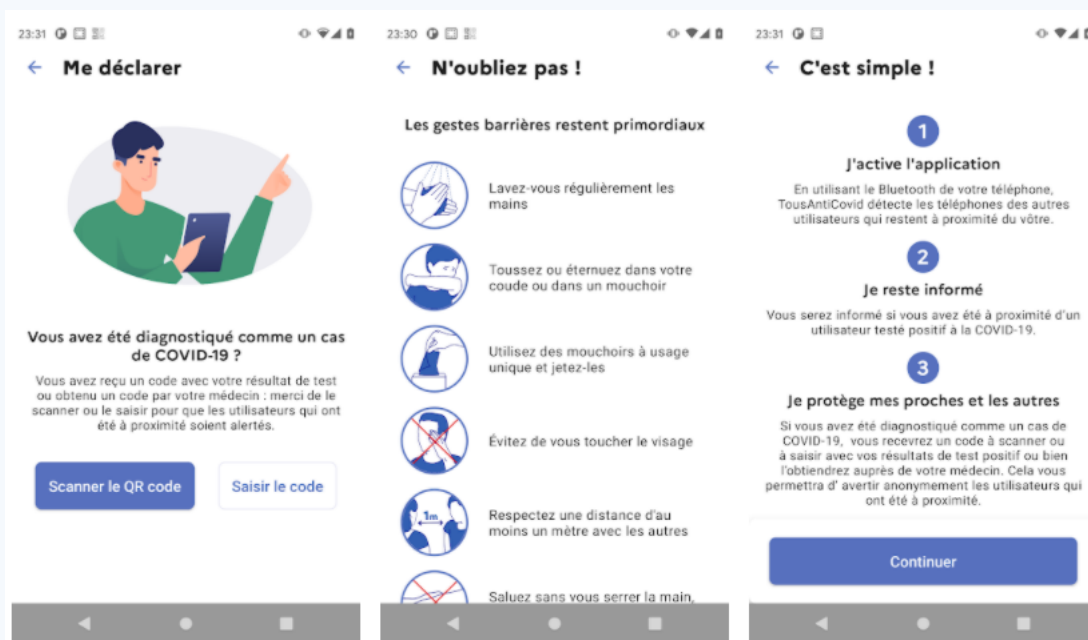 23:31
Me déclarer
Vous avez été diagnostiqué comme un cas
de COVID-19 ?
Vous avez reçu un code avec votre résultat de test
ou obtenu un code par votre médecin : merci de le
scanner ou le saisir pour que les utilisateurs qui ont
été à proximité soient alertés.
Scanner le QR code
Saisir le code
23:30
N'oubliez pas !
Les gestes barrières restent primordiaux
Lavez-vous régulièrement les
mains
Toussez ou éternuez dans votre
coude ou dans un mouchoir
Utilisez des mouchoirs à usage
unique et jetez-les
Évitez de vous toucher le visage
1m
Respectez une distance d'au
moins un mètre avec les autres
Saluez sans vous serrer la main,
23:31
C'est simple !
1
J'active l'application
En utilisant le Bluetooth de votre téléphone,
TousAntiCovid détecte les téléphones des autres
utilisateurs qui restent à proximité du vôtre.
2
Je reste informé
Vous serez informé si vous avez été à proximité d'un
utilisateur testé positif à la COVID-19.
3
Je protège mes proches et les autres
Si vous avez été diagnostiqué comme un cas de
COVID-19, vous recevrez un code à scanner ou
à saisir avec vos résultats de test positif ou bien
l'obtiendrez auprès de votre médecin. Cela vous
permettra d' avertir anonymement les utilisateurs qui
ont été à proximité.
Continuer